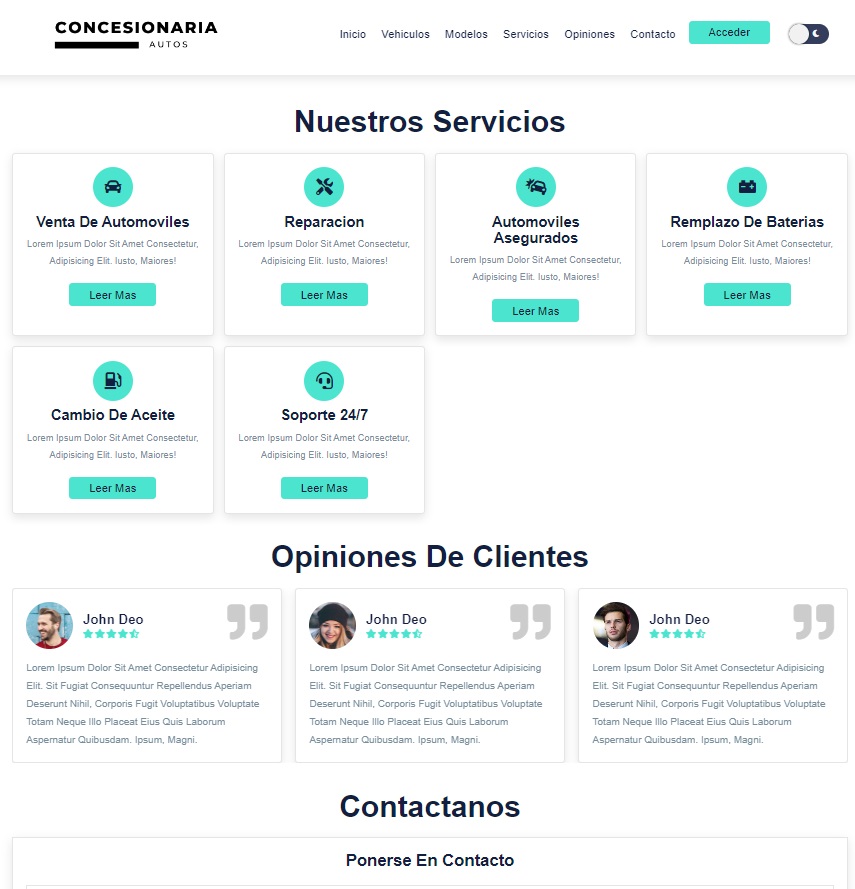 CONCESIONARIA
AUTOS
Inicio Vehiculos Modelos Servicios Opiniones Contacto Acceder
Nuestros Servicios
Venta De Automoviles
Lorem Ipsum Dolor Sit Amet Consectetur,
Adipisicing Elit. Iusto, Maiores!
Leer Mas
Reparacion
Lorem Ipsum Dolor Sit Amet Consectetur,
Adipisicing Elit. Iusto, Maiores!
Leer Mas
Automoviles
Asegurados
Lorem Ipsum Dolor Sit Amet Consectetur,
Adipisicing Elit. Iusto, Maiores!
Leer Mas
Remplazo De Baterias
Lorem Ipsum Dolor Sit Amet Consectetur,
Adipisicing Elit. Iusto, Maiores!
Leer Mas
Cambio De Aceite
Lorem Ipsum Dolor Sit Amet Consectetur,
Adipisicing Elit. Iusto, Maiores!
Leer Mas
Soporte 24/7
Lorem Ipsum Dolor Sit Amet Consectetur,
Adipisicing Elit. Iusto, Maiores!
Leer Mas
Opiniones De Clientes
John Deo
Lorem Ipsum Dolor Sit Amet Consectetur Adipisicing
Elit. Sit Fugiat Consequuntur Repellendus Aperiam
Deserunt Nihil, Corporis Fugit Voluptatibus Voluptate
Totam Neque Illo Placeat Eius Quis Laborum
Aspernatur Quibusdam. Ipsum, Magni.
John Deo
Lorem Ipsum Dolor Sit Amet Consectetur Adipisicing
Elit. Sit Fugiat Consequuntur Repellendus Aperiam
Deserunt Nihil, Corporis Fugit Voluptatibus Voluptate
Totam Neque Illo Placeat Eius Quis Laborum
Aspernatur Quibusdam. Ipsum, Magni.
John Deo
Lorem Ipsum Dolor Sit Amet Consectetur Adipisicing
Elit. Sit Fugiat Consequuntur Repellendus Aperiam
Deserunt Nihil, Corporis Fugit Voluptatibus Voluptate
Totam Neque Illo Placeat Eius Quis Laborum
Aspernatur Quibusdam. Ipsum, Magni.
Contactanos
Ponerse En Contacto